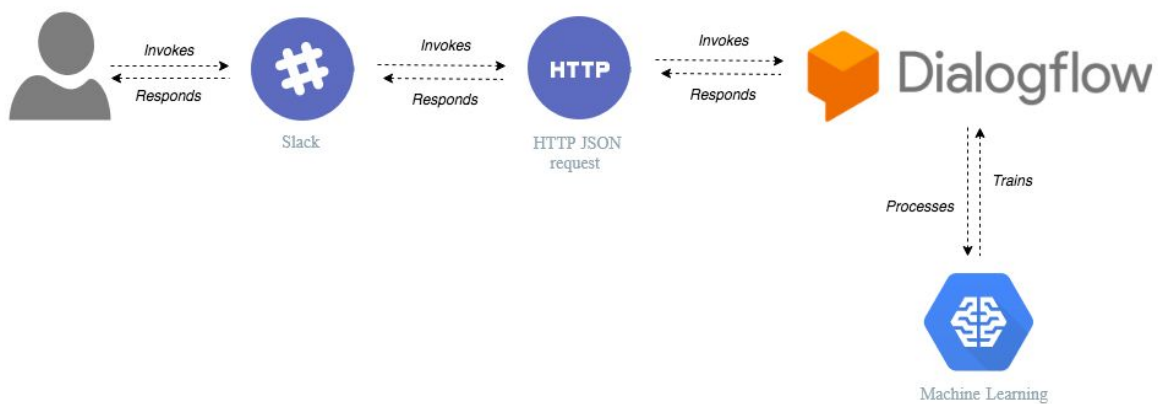 Invokes
Responds
Slack
Invokes
Responds
HTTP
HTTP JSON
request
Invokes
Responds
Dialogflow
Processes
Trains
Machine Learning